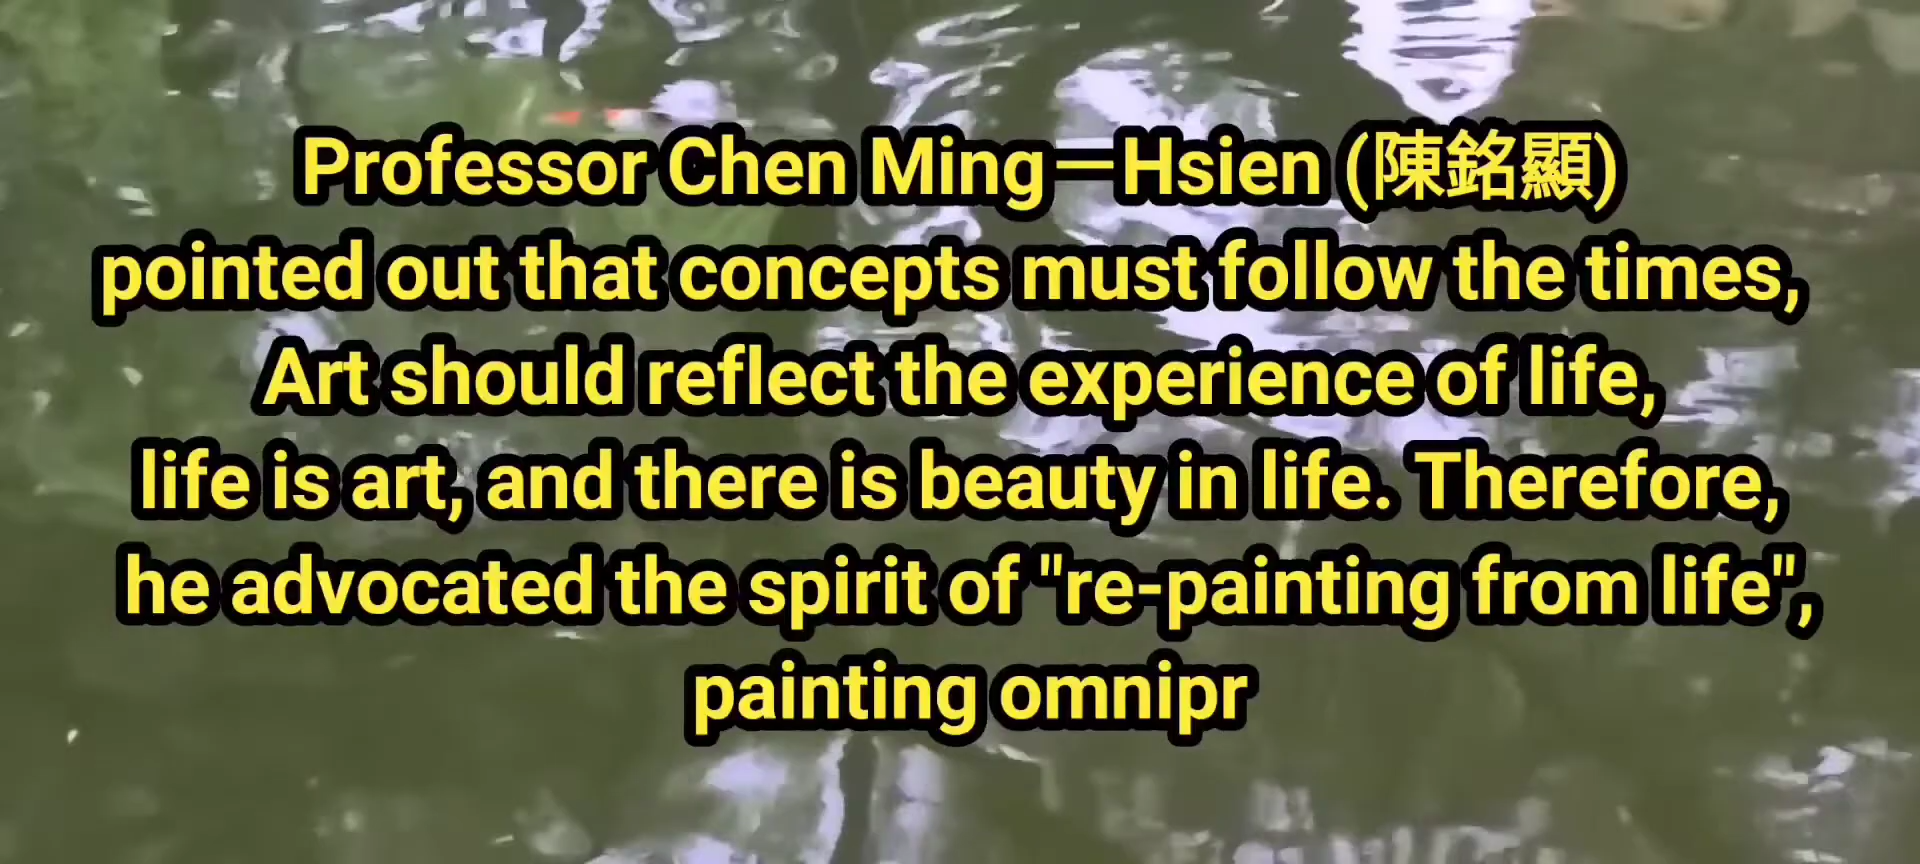 Professor Chen Ming一Hsien (陳銘顯)
pointed out that concepts must follow the times,
Art should reflect the experience of life,
life is art, and there is beauty in life. Therefore,
he advocated the spirit of "re-painting from life",
painting omnipr